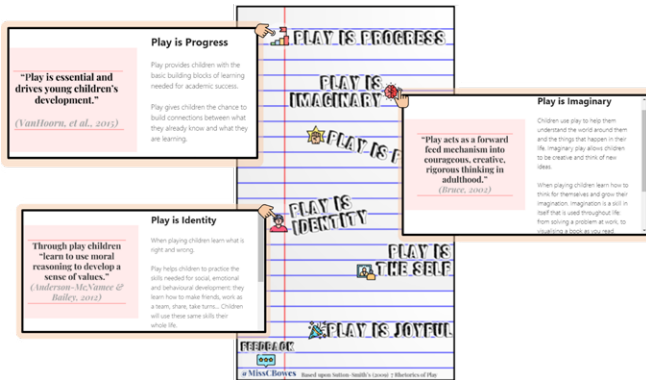 PLAY IS PROGRESS
PLAY IS
IMAGINARY
PLAY IS
PLAY IS
IDENTITY
PLAY IS
THE SELF
PLAY IS JOYFUL
FEEDBACK
@MissCBowes Based upon Sutton-Smith's (2009) 7 Rhetorics of Play
Play is Progress
“Play is essential and
drives young children’s
development.”
(VanHoorn, et al., 2015)
Play provides children with the
basic building blocks of learning
needed for academic success.
Play gives children the chance to
build connections between what
they already know and what they
are learning.
Play is Imaginary
“Play acts as a forward
feed mechanism into
courageous, creative,
rigorous thinking in
adulthood.”
(Bruce, 2002)
Children use play to help them
understand the world around them
and the things that happen in their
life. Imaginary play allows children
to be creative and think of new
ideas.
When playing children learn how to
think for themselves and grow their
imagination. Imagination is a skill in
itself that is used throughout life
from solving a problem at work, to
visualising a book as you read.
Play is Identity
Through play children
“learn to use moral
reasoning to develop a
sense of values.”
(Anderson-McNamee &
Bailey, 2012)
When playing children learn what is
right and wrong.
Play helps children to practise the
skills needed for social, emotional
and behavioural development; they
learn how to make friends, work as
a team, share, take turns... Children
will use these same skills their
whole life.